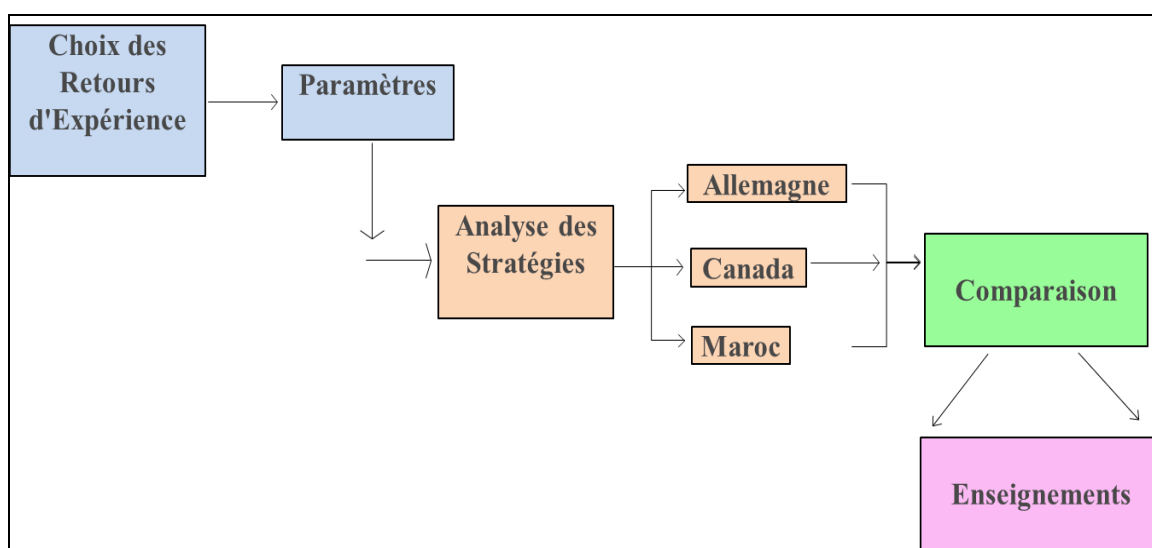 Choix des
Retours
d'Expérience
Paramètres
Analyse des
Stratégies
Allemagne
Canada
Maroc
Comparaison
Enseignements